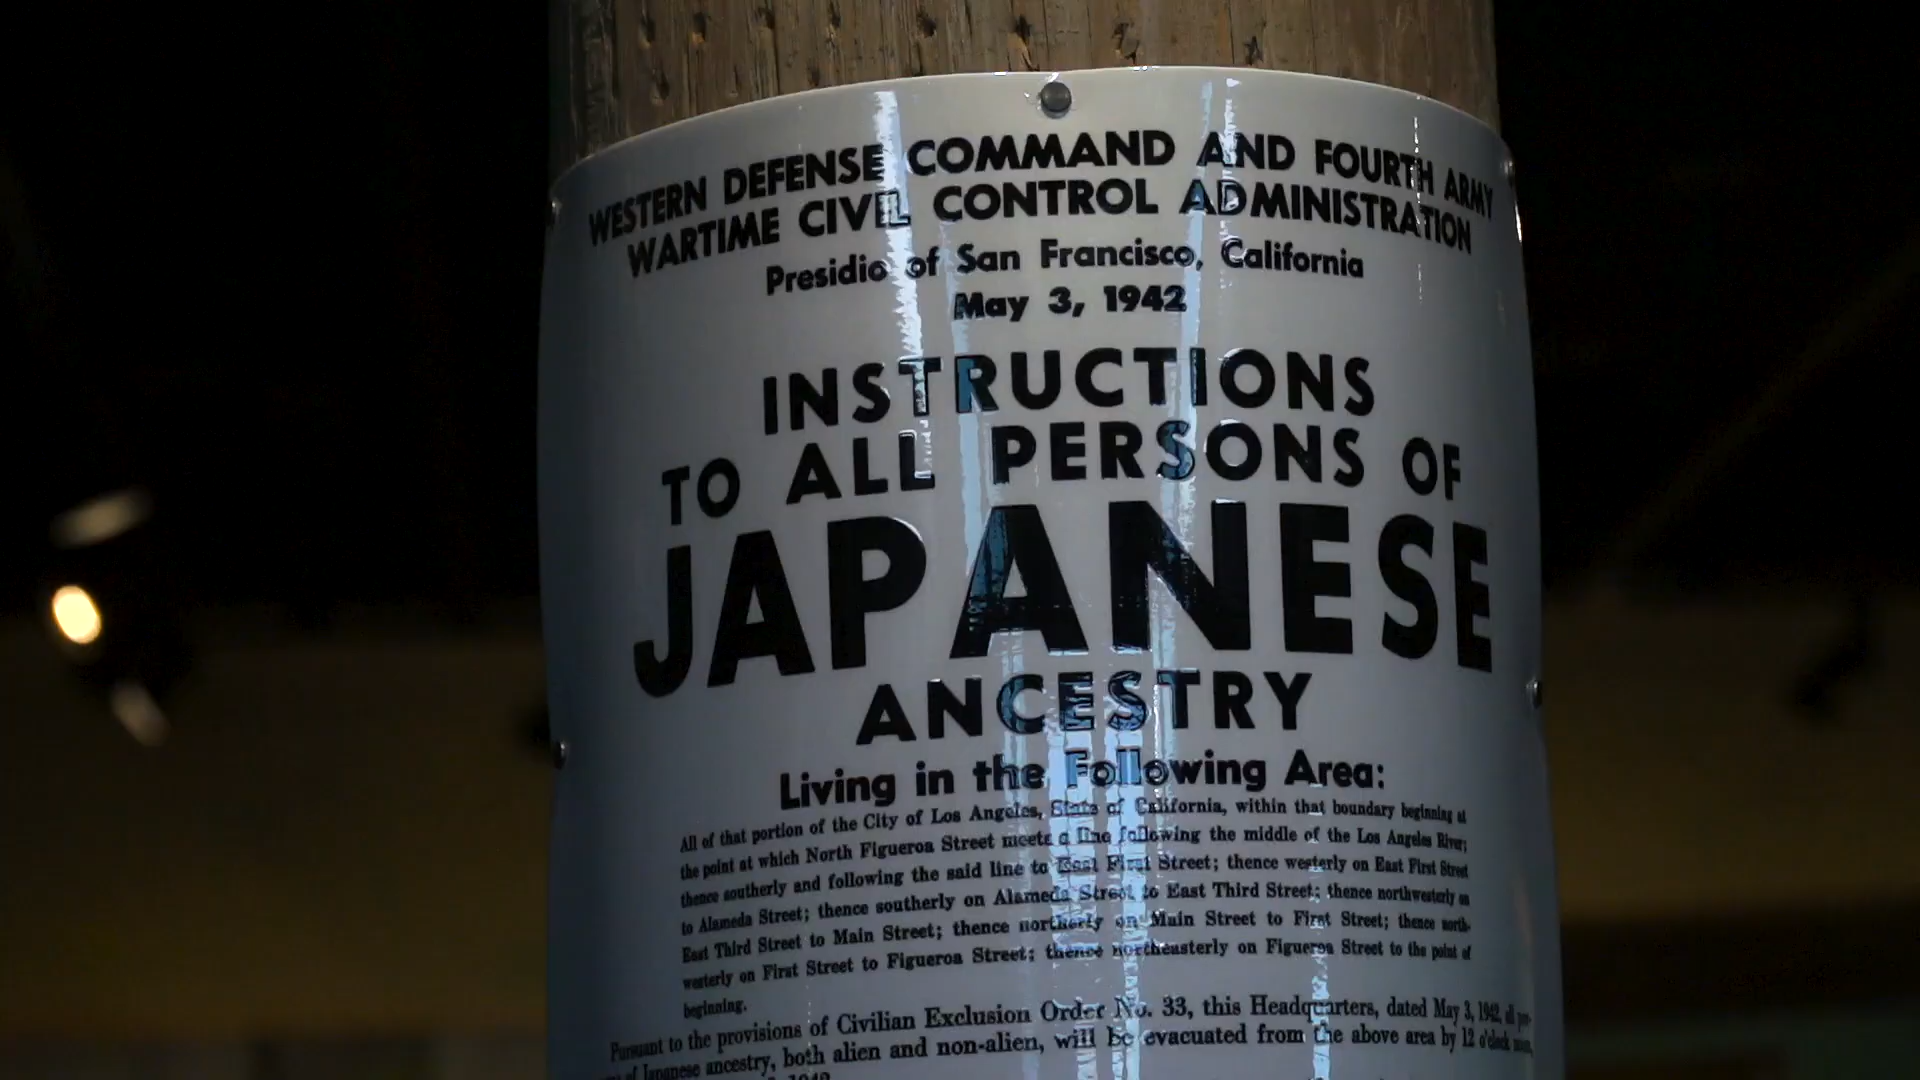 WESTERN DEFENSE COMMAND AND FOURTH ARMY
WARTIME CIVIL CONTROL ADMINISTRATION
Presidio of San Francisco, California
May 3, 1942
INSTRUCTIONS
TO ALL PERSONS OF
JAPANESE
ANCESTRY
Living in the Following Area:
All of that portion of the City of Los Angeles, State of California, within that boundary beginning at
the point at which North Figueroa Street meets a line following the middle of the Los Angeles River;
thence southerly and following the said line to East First Street; thence westerly on East First Street
to Alameda Street; thence southerly on Alameda Street to East Third Street; thence northwesterly on
East Third Street to Main Street; thence northerly on Main Street to First Street; thence north-
westerly on First Street to Figueroa Street; thence northeasterly on Figueroa Street to the point of
beginning.
Pursuant to the provisions of Civilian Exclusion Order No. 33, this Headquarters, dated May 3, 1942, all per-
of Japanese ancestry, both alien and non-alien, will be evacuated from the above area by 12 o'clock noon,
1942